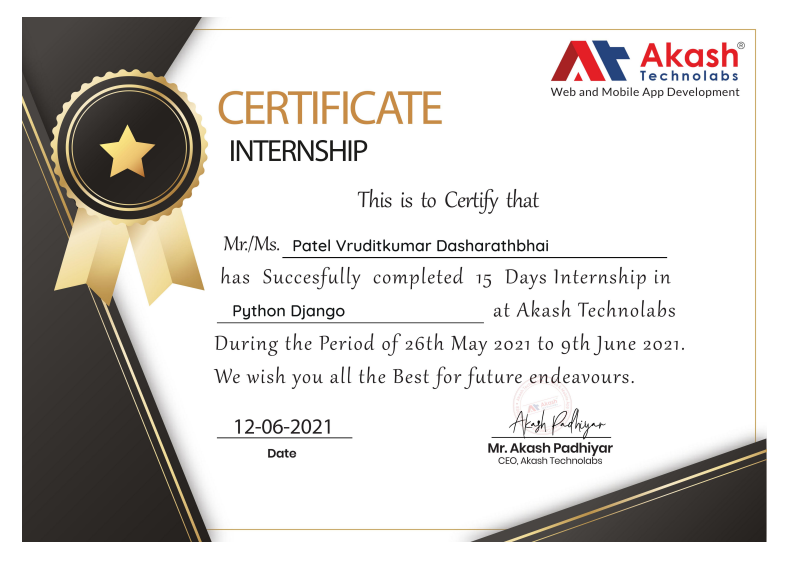 Akash®
Technolabs
Web and Mobile App Development
CERTIFICATE
INTERNSHIP
This is to Certify that
Mr./Ms. Patel Vruditkumar Dasharathbhai
has Succesfully completed 15 Days Internship in
Python Django at Akash Technolabs
During the Period of 26th May 2021 to 9th June 2021.
We wish you all the Best for future endeavours.
12-06-2021
Date
Akash Padhiyar
Mr. Akash Padhiyar
CEO, Akash Technolabs